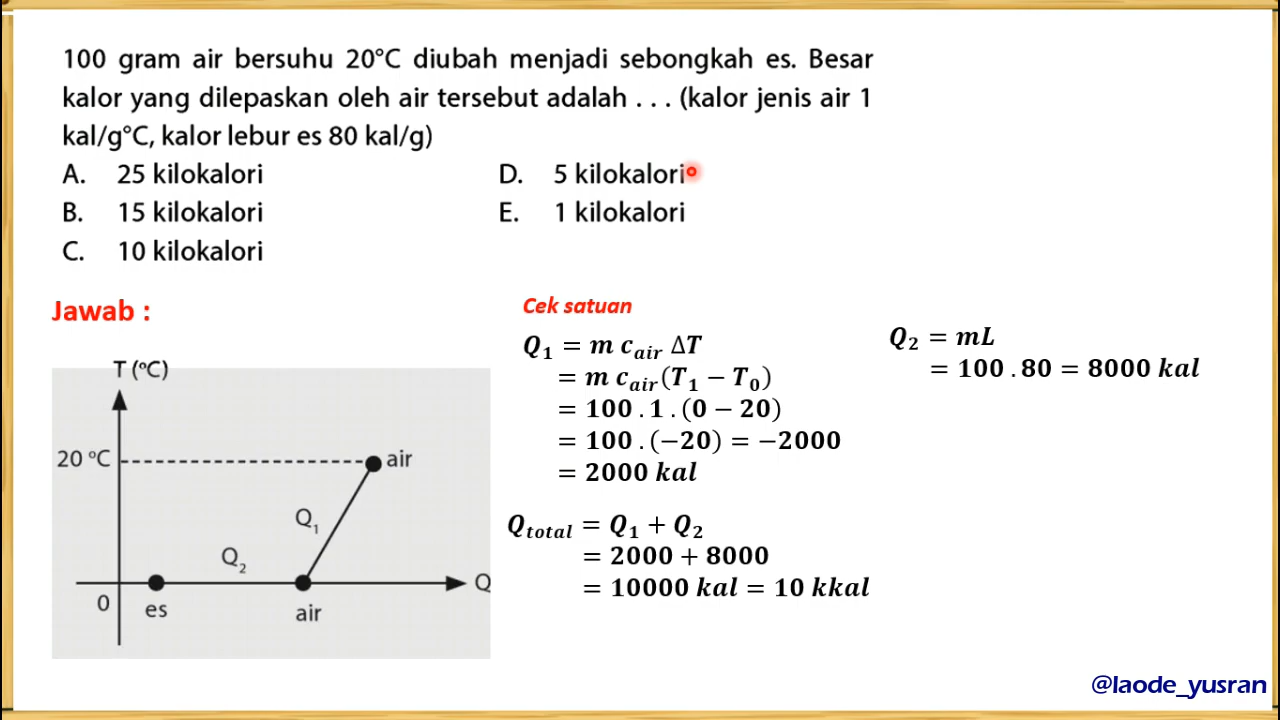 100 gram air bersuhu 20°C diubah menjadi sebongkah es. Besar
kalor yang dilepaskan oleh air tersebut adalah . . . (kalor jenis air 1
kal/g°C, kalor lebur es 80 kal/g)
A. 25 kilokalori
B. 15 kilokalori
C. 10 kilokalori
D. 5 kilokalori
E. 1 kilokalori
Jawab :
T (°C)
20 °C
air
Q₁
Q₂
Q
0
es
air
Cek satuan
Q₁ = m c_air ΔT
= m c_air(T₁ − T₀)
= 100 . 1 . (0 − 20)
= 100 . (−20) = −2000
= 2000 kal
Q_total = Q₁ + Q₂
= 2000 + 8000
= 10000 kal = 10 kkal
Q₂ = mL
= 100 . 80 = 8000 kal
@laode_yusran